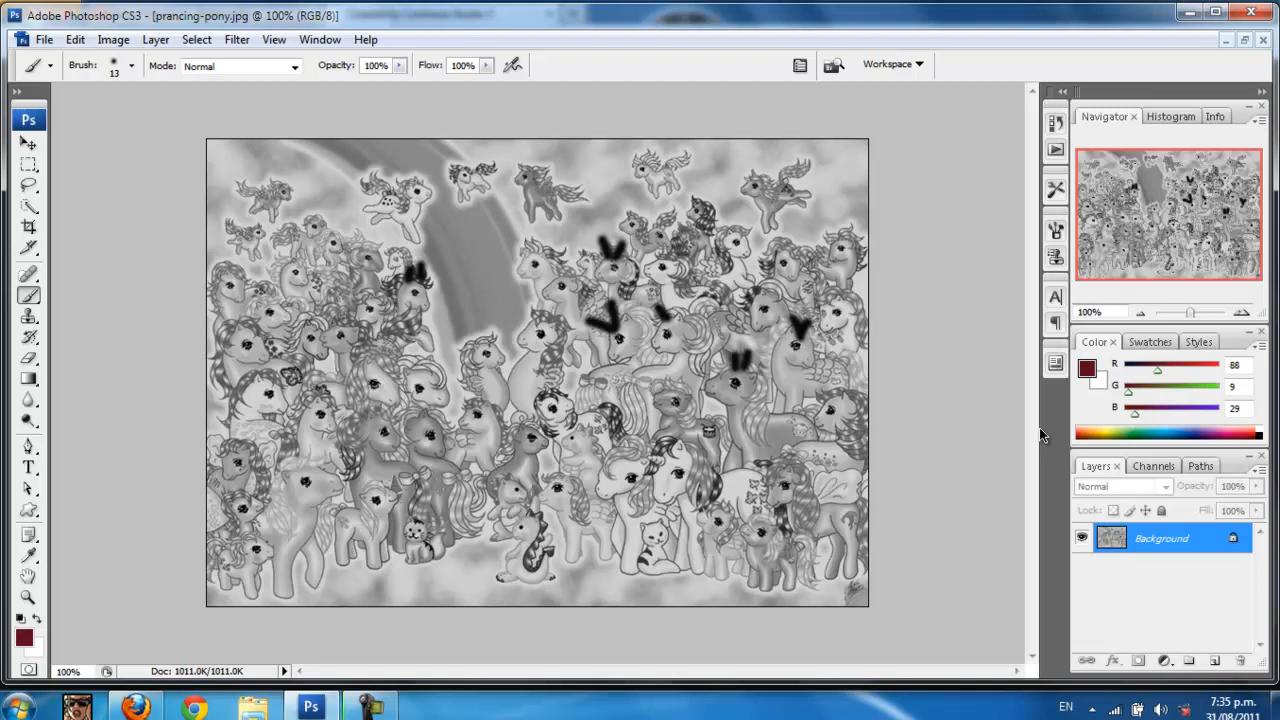 Adobe Photoshop CS3 - [prancing-pony.jpg @ 100% (RGB/8)]
File Edit Image Layer Select Filter View Window Help
Brush: 13 Mode: Normal Opacity: 100% Flow: 100% Workspace
Ps
Navigator Histogram Info
100%
Color Swatches Styles
R 88
G 9
B 29
Layers Channels Paths
Normal Opacity: 100%
Lock: Fill: 100%
Background
100% Doc: 1011.0K/1011.0K
Ps EN 7:35 p.m.
31/08/2011